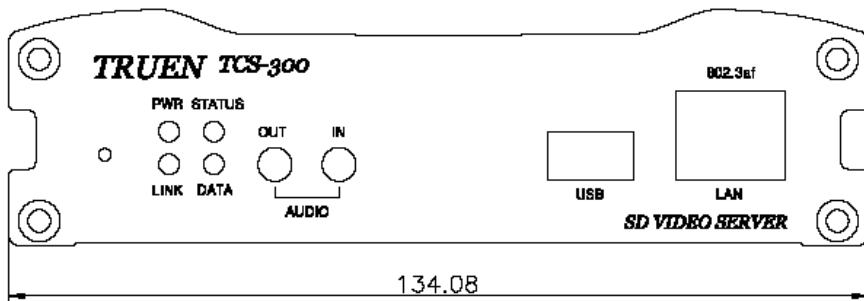 TRUEN TCS-300
802.3af
PWR STATUS
OUT IN
LINK DATA
AUDIO
USB
LAN
SD VIDEO SERVER
134.08